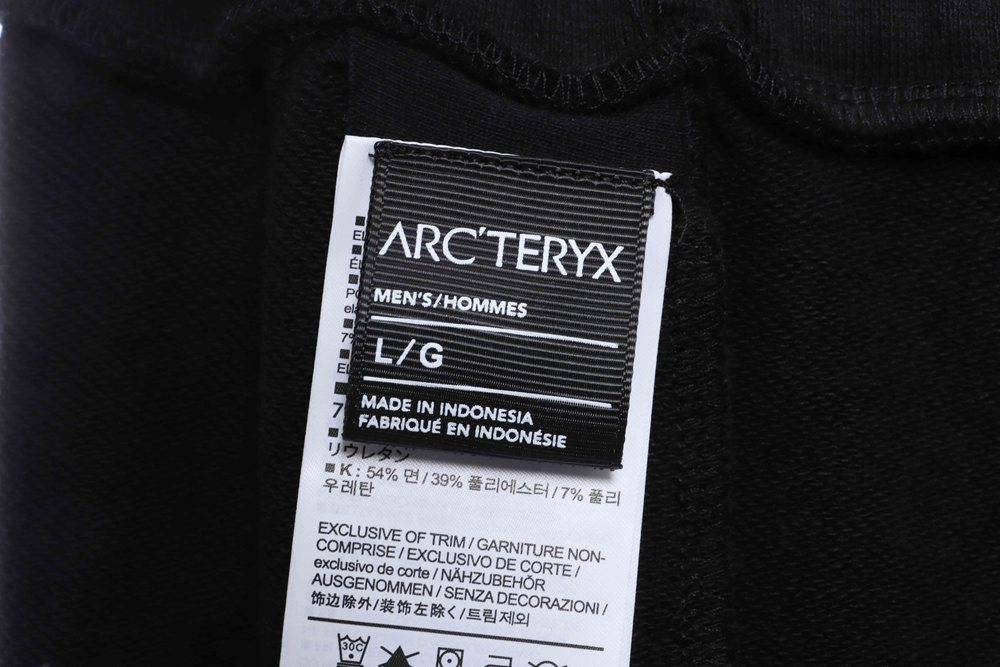 ARC'TERYX
MEN'S/HOMMES
L/G
MADE IN INDONESIA
FABRIQUÉ EN INDONÉSIE
リウレタン
■ K : 54% 면 / 39% 폴리에스터 / 7% 폴리
우레탄
EXCLUSIVE OF TRIM / GARNITURE NON-
COMPRISE / EXCLUSIVO DE CORTE /
exclusivo de corte / NÄHZUBEHÖR
AUSGENOMMEN / SENZA DECORAZIONI /
饰边除外/装饰左除く/트림제외
30C